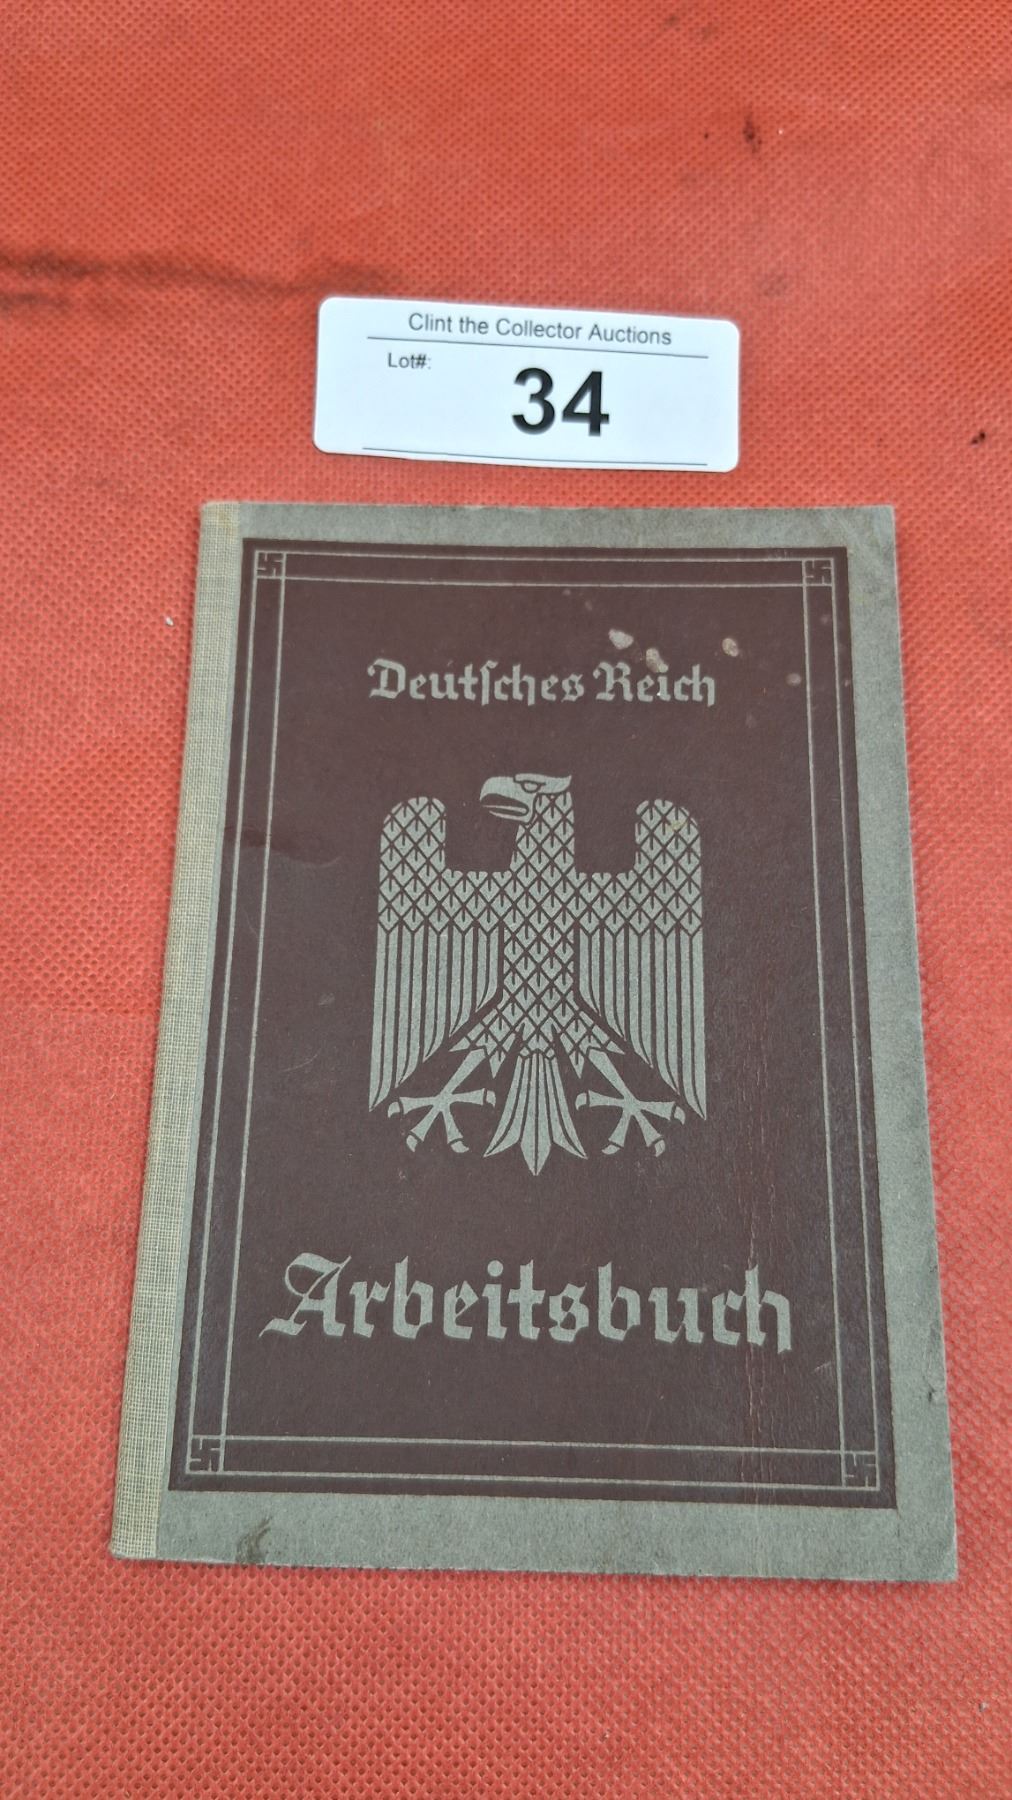 Clint the Collector Auctions
Lot#:
34
Deutſches Reich
Arbeitsbuch